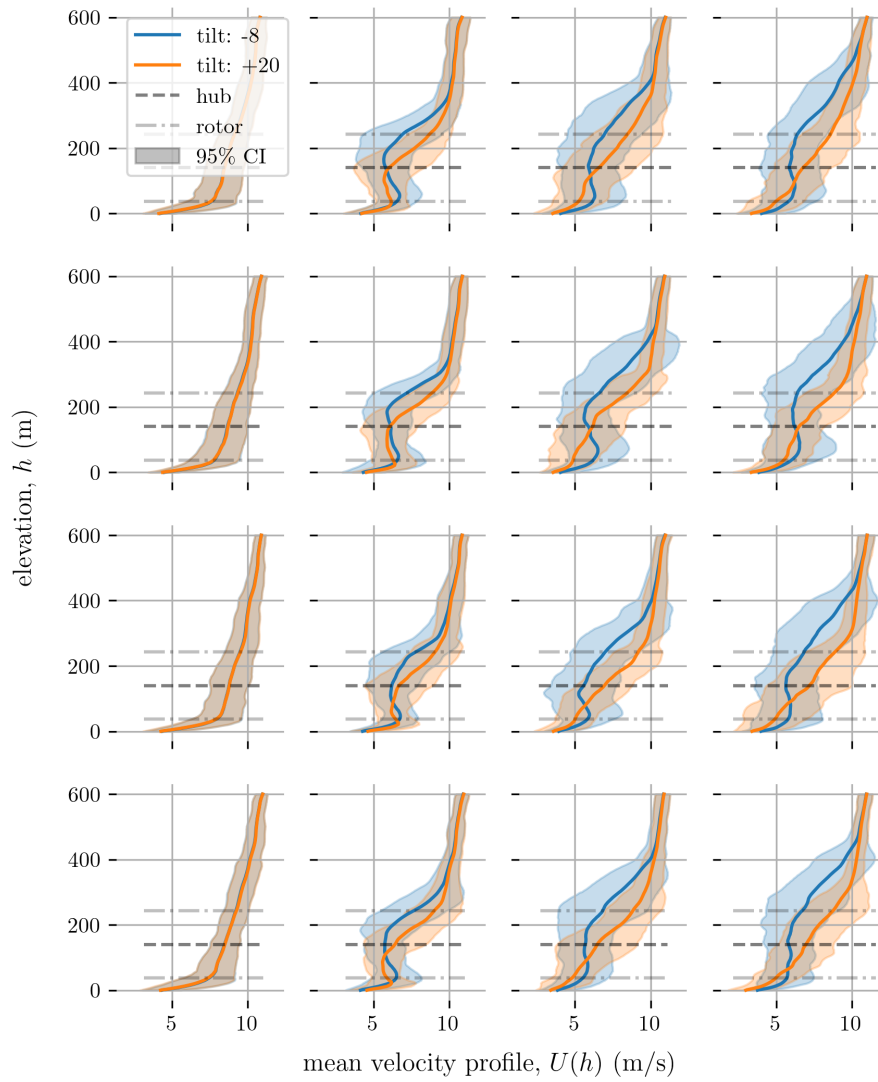 600
400
200
0
tilt: -8
tilt: +20
hub
rotor
95% CI
600
400
200
0
600
400
200
0
600
400
200
0
5 10 5 10 5 10 5 10
elevation, h (m)
mean velocity profile, U(h) (m/s)